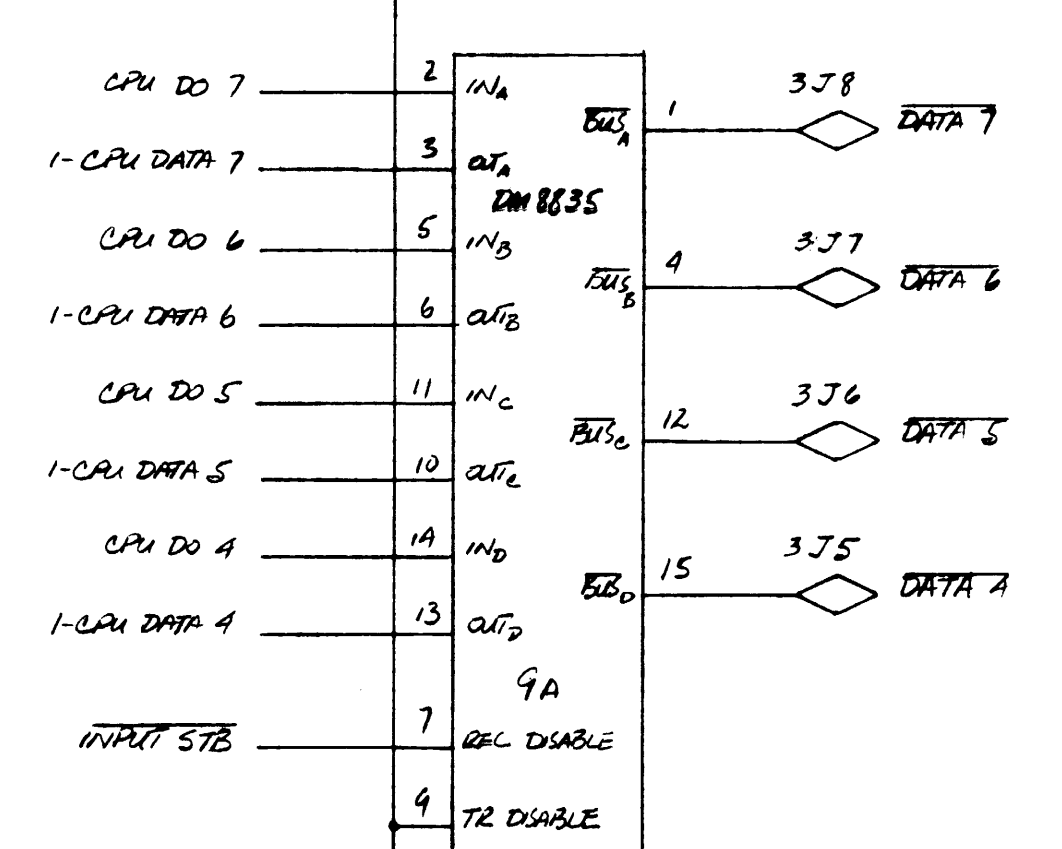 CPU DO 7 2 INA
BUSA 1 3J8 DATA 7
1-CPU DATA 7 3 OUTA
DM8835
CPU DO 6 5 INB
BUSB 4 3J7 DATA 6
1-CPU DATA 6 6 OUTB
CPU DO 5 11 INC
BUSC 12 3J6 DATA 5
1-CPU DATA 5 10 OUTC
CPU DO 4 14 IND
BUSD 15 3J5 DATA 4
1-CPU DATA 4 13 OUTD
9A
INPUT STB 7 REC DISABLE
9 TR DISABLE